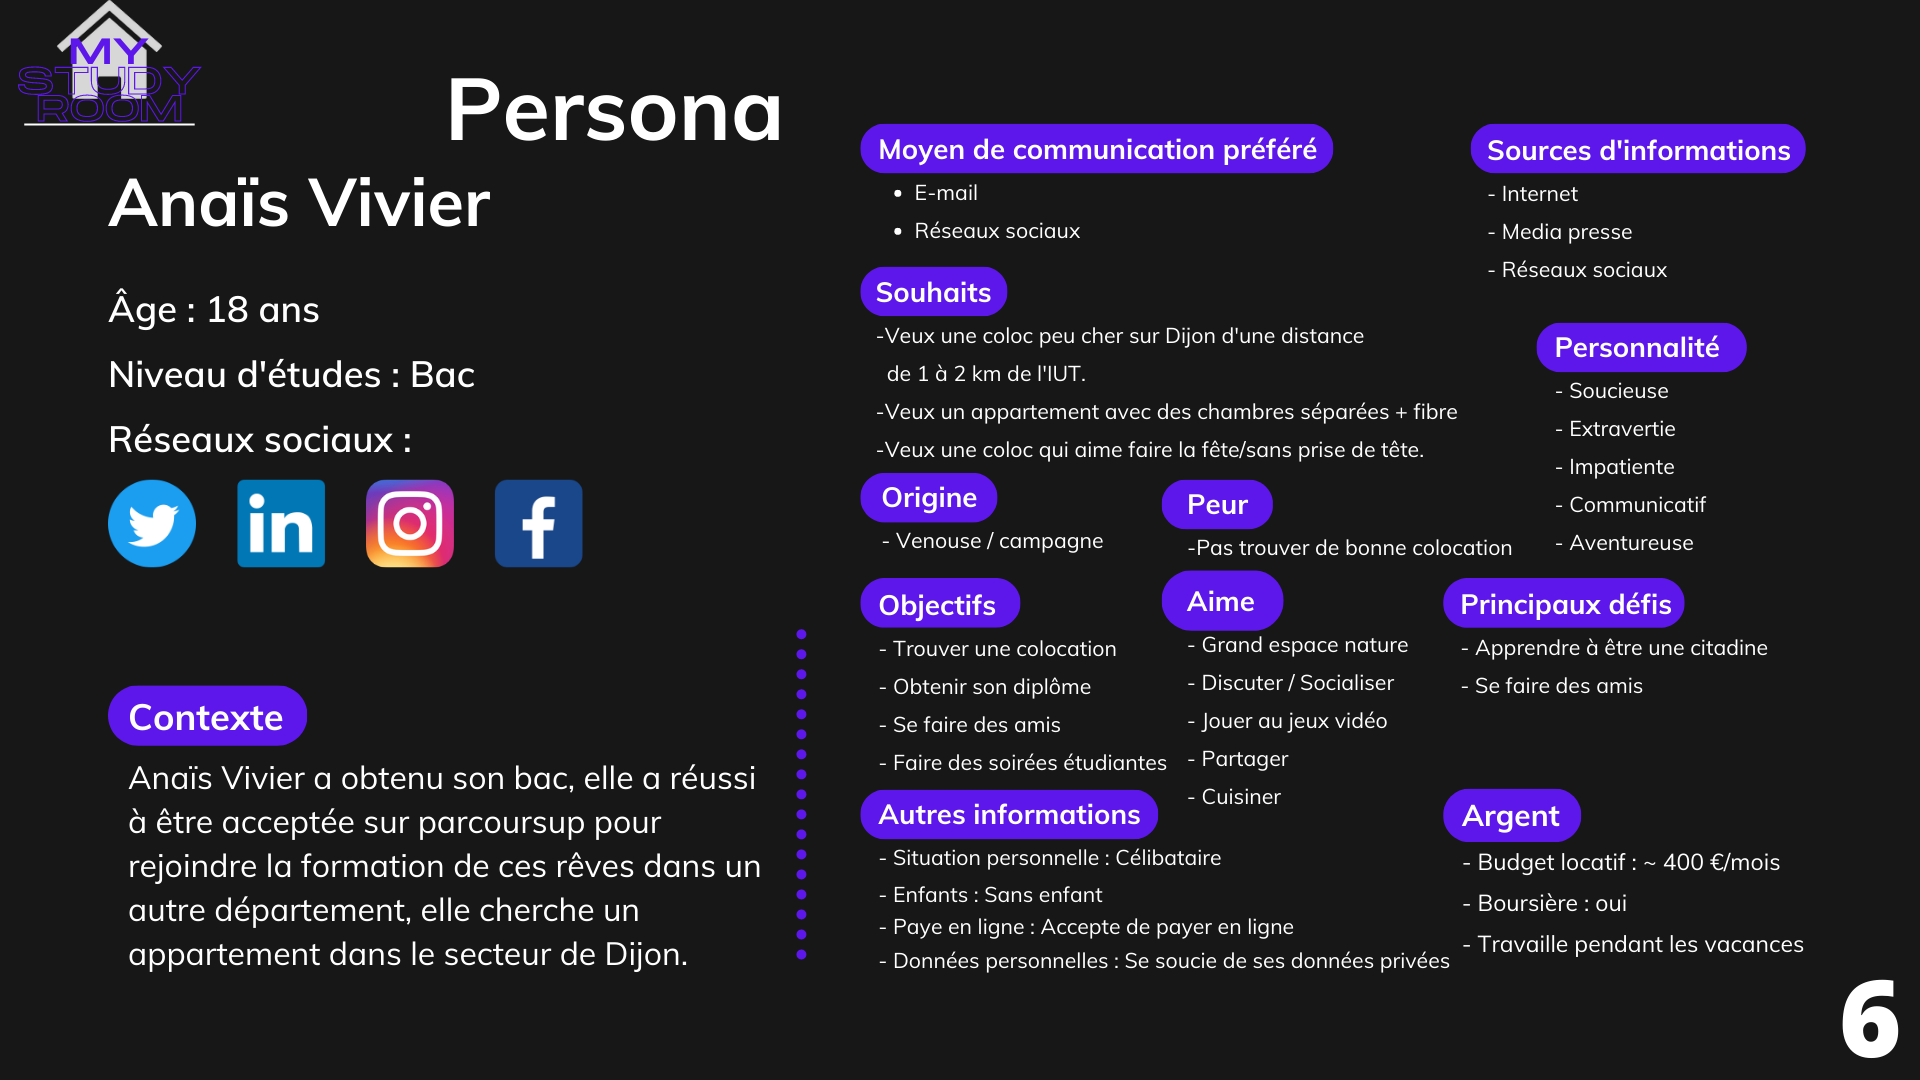 MY
STUDY
ROOM
Persona
Anaïs Vivier
Âge : 18 ans
Niveau d'études : Bac
Réseaux sociaux :
in
f
Contexte
Anaïs Vivier a obtenu son bac, elle a réussi
à être acceptée sur parcoursup pour
rejoindre la formation de ces rêves dans un
autre département, elle cherche un
appartement dans le secteur de Dijon.
Moyen de communication préféré
• E-mail
• Réseaux sociaux
Sources d'informations
- Internet
- Media presse
- Réseaux sociaux
Souhaits
-Veux une coloc peu cher sur Dijon d'une distance
de 1 à 2 km de l'IUT.
-Veux un appartement avec des chambres séparées + fibre
-Veux une coloc qui aime faire la fête/sans prise de tête.
Personnalité
- Soucieuse
- Extravertie
- Impatiente
- Communicatif
- Aventureuse
Origine
- Venouse / campagne
Peur
-Pas trouver de bonne colocation
Objectifs
- Trouver une colocation
- Obtenir son diplôme
- Se faire des amis
- Faire des soirées étudiantes
Aime
- Grand espace nature
- Discuter / Socialiser
- Jouer au jeux vidéo
- Partager
- Cuisiner
Principaux défis
- Apprendre à être une citadine
- Se faire des amis
Autres informations
- Situation personnelle : Célibataire
- Enfants : Sans enfant
- Paye en ligne : Accepte de payer en ligne
- Données personnelles : Se soucie de ses données privées
Argent
- Budget locatif : ~ 400 €/mois
- Boursière : oui
- Travaille pendant les vacances
6